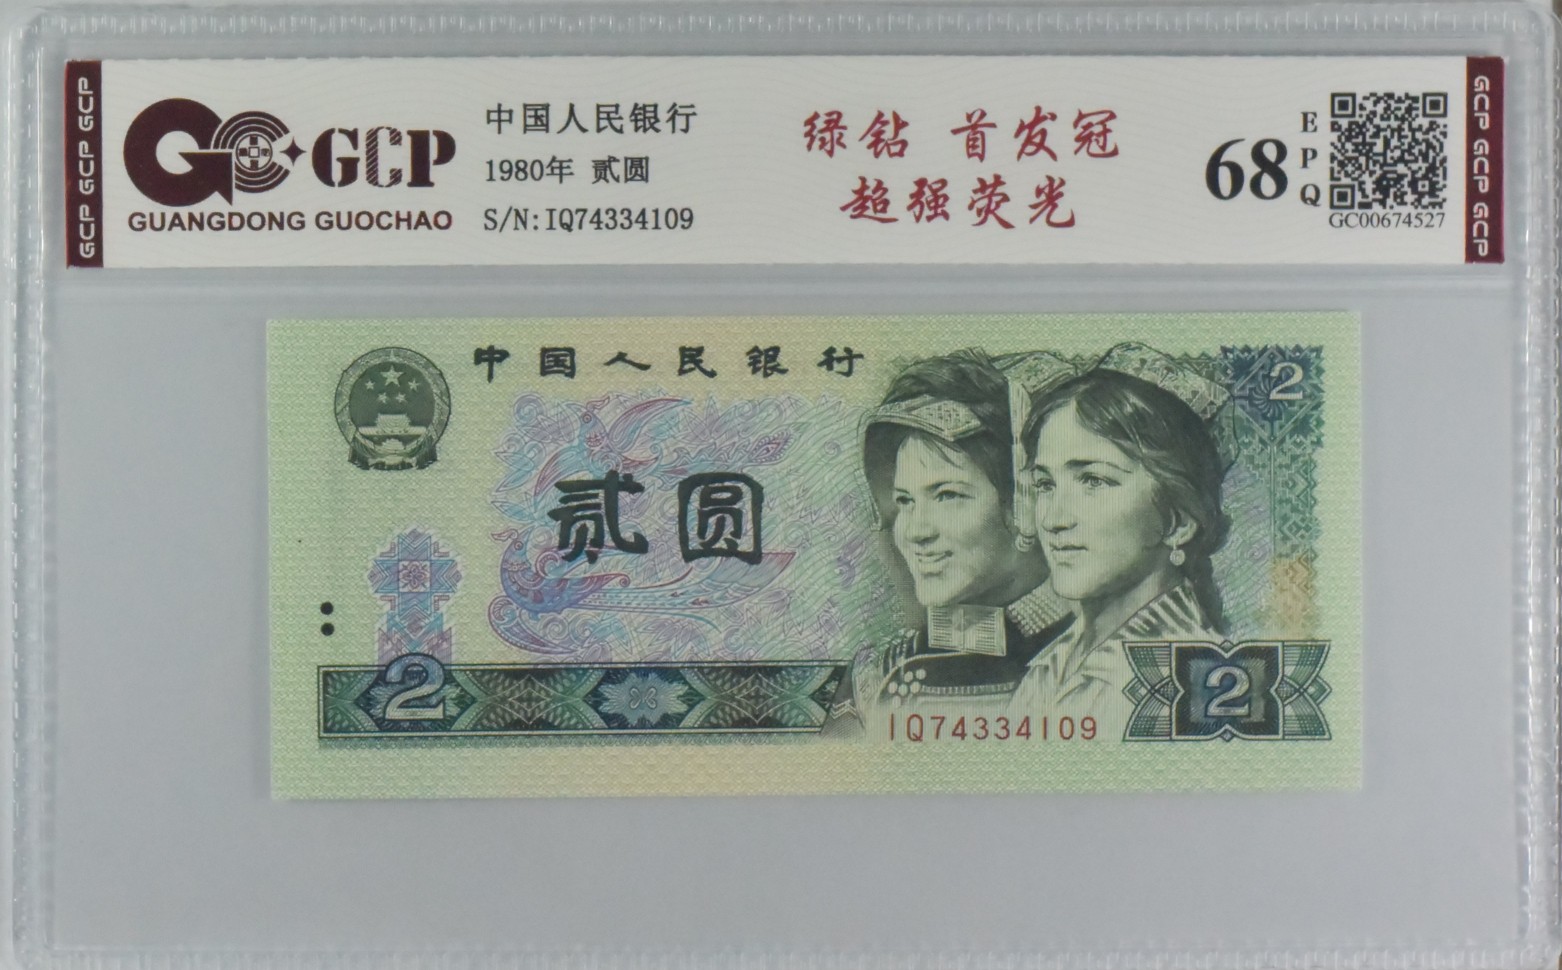 GCP GCP GCP
GCP
GUANGDONG GUOCHAO
中国人民银行
1980年 贰圆
S/N:IQ74334109
绿钻 首发冠
超强荧光
68
EPQ
GC00674527
GCP GCP GCP
中国人民银行
2
贰圆
2
IQ74334109
2